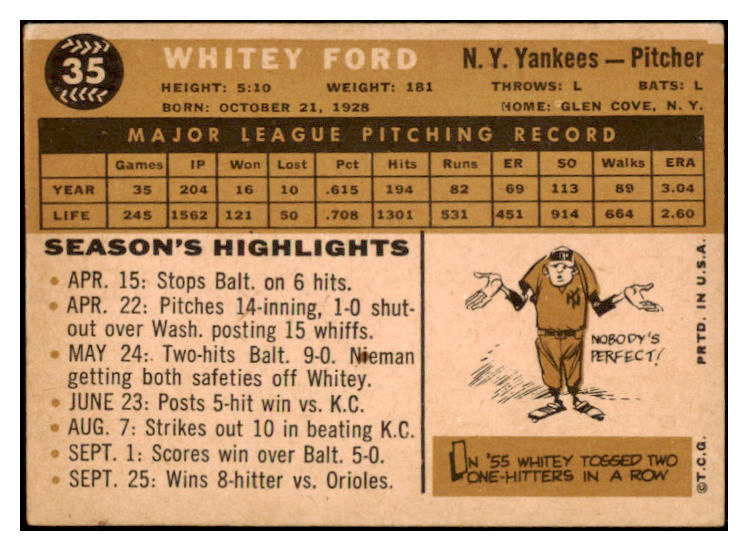 35
WHITEY FORD
N. Y. Yankees — Pitcher
HEIGHT: 5:10 WEIGHT: 181 THROWS: L BATS: L
BORN: OCTOBER 21, 1928 HOME: GLEN COVE, N. Y.
MAJOR LEAGUE PITCHING RECORD
Games IP Won Lost Pct Hits Runs ER SO Walks ERA
YEAR 35 204 16 10 .615 194 82 69 113 89 3.04
LIFE 245 1562 121 50 .708 1301 531 451 914 664 2.60
SEASON'S HIGHLIGHTS
• APR. 15: Stops Balt. on 6 hits.
• APR. 22: Pitches 14-inning, 1-0 shut-
out over Wash. posting 15 whiffs.
• MAY 24: Two-hits Balt. 9-0. Nieman
getting both safeties off Whitey.
• JUNE 23: Posts 5-hit win vs. K.C.
• AUG. 7: Strikes out 10 in beating K.C.
• SEPT. 1: Scores win over Balt. 5-0.
• SEPT. 25: Wins 8-hitter vs. Orioles.
NY
NOBODY'S
PERFECT!
IN '55 WHITEY TOSSED TWO
ONE-HITTERS IN A ROW
©T.C.G. PRTD. IN U.S.A.